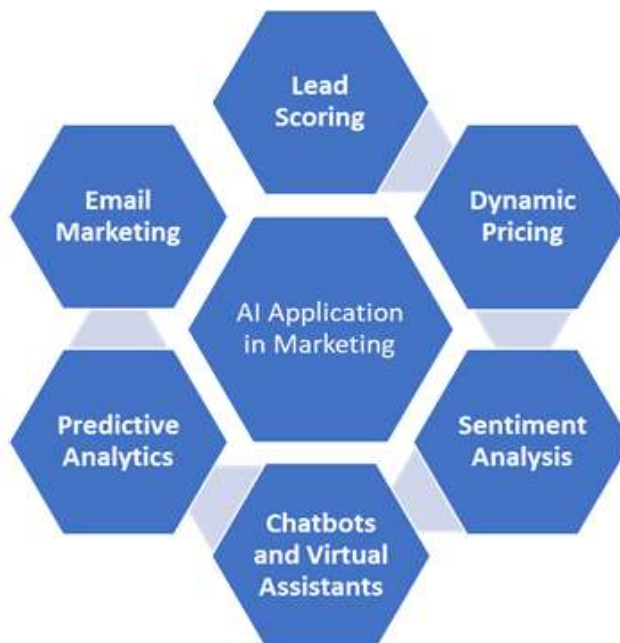 Lead
Scoring
Email
Marketing
Dynamic
Pricing
AI Application
in Marketing
Predictive
Analytics
Sentiment
Analysis
Chatbots
and Virtual
Assistants